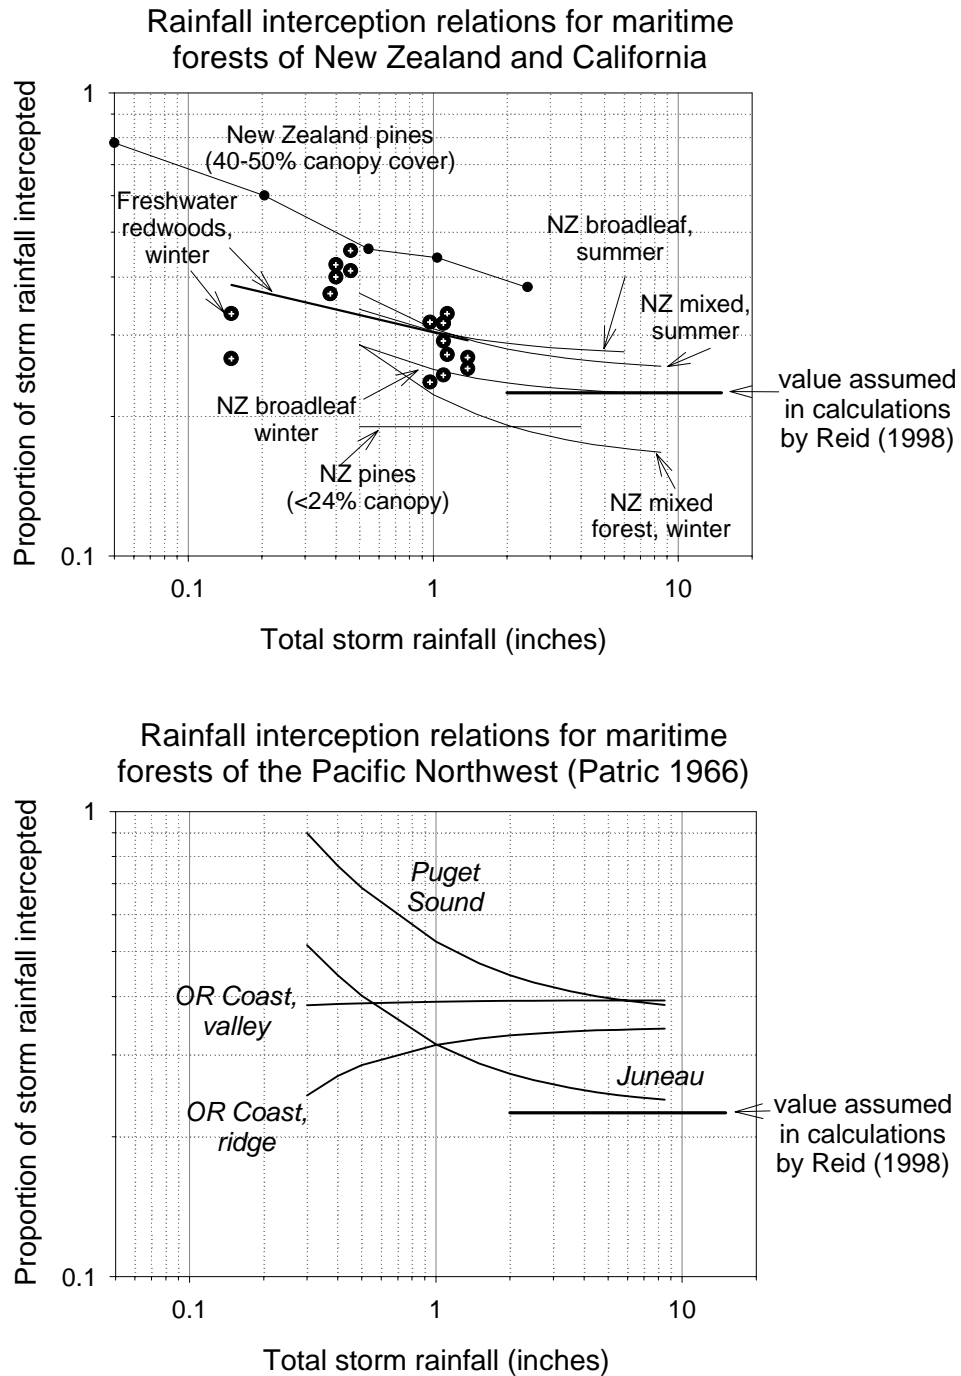 Rainfall interception relations for maritime
forests of New Zealand and California
Proportion of storm rainfall intercepted
1
New Zealand pines
(40-50% canopy cover)
Freshwater
redwoods,
winter
NZ broadleaf,
summer
NZ mixed,
summer
value assumed
in calculations
by Reid (1998)
NZ broadleaf
winter
NZ pines
(<24% canopy)
NZ mixed
forest, winter
0.1
0.1
1
10
Total storm rainfall (inches)
Rainfall interception relations for maritime
forests of the Pacific Northwest (Patric 1966)
Proportion of storm rainfall intercepted
1
Puget
Sound
OR Coast,
valley
Juneau
OR Coast,
ridge
value assumed
in calculations
by Reid (1998)
0.1
0.1
1
10
Total storm rainfall (inches)